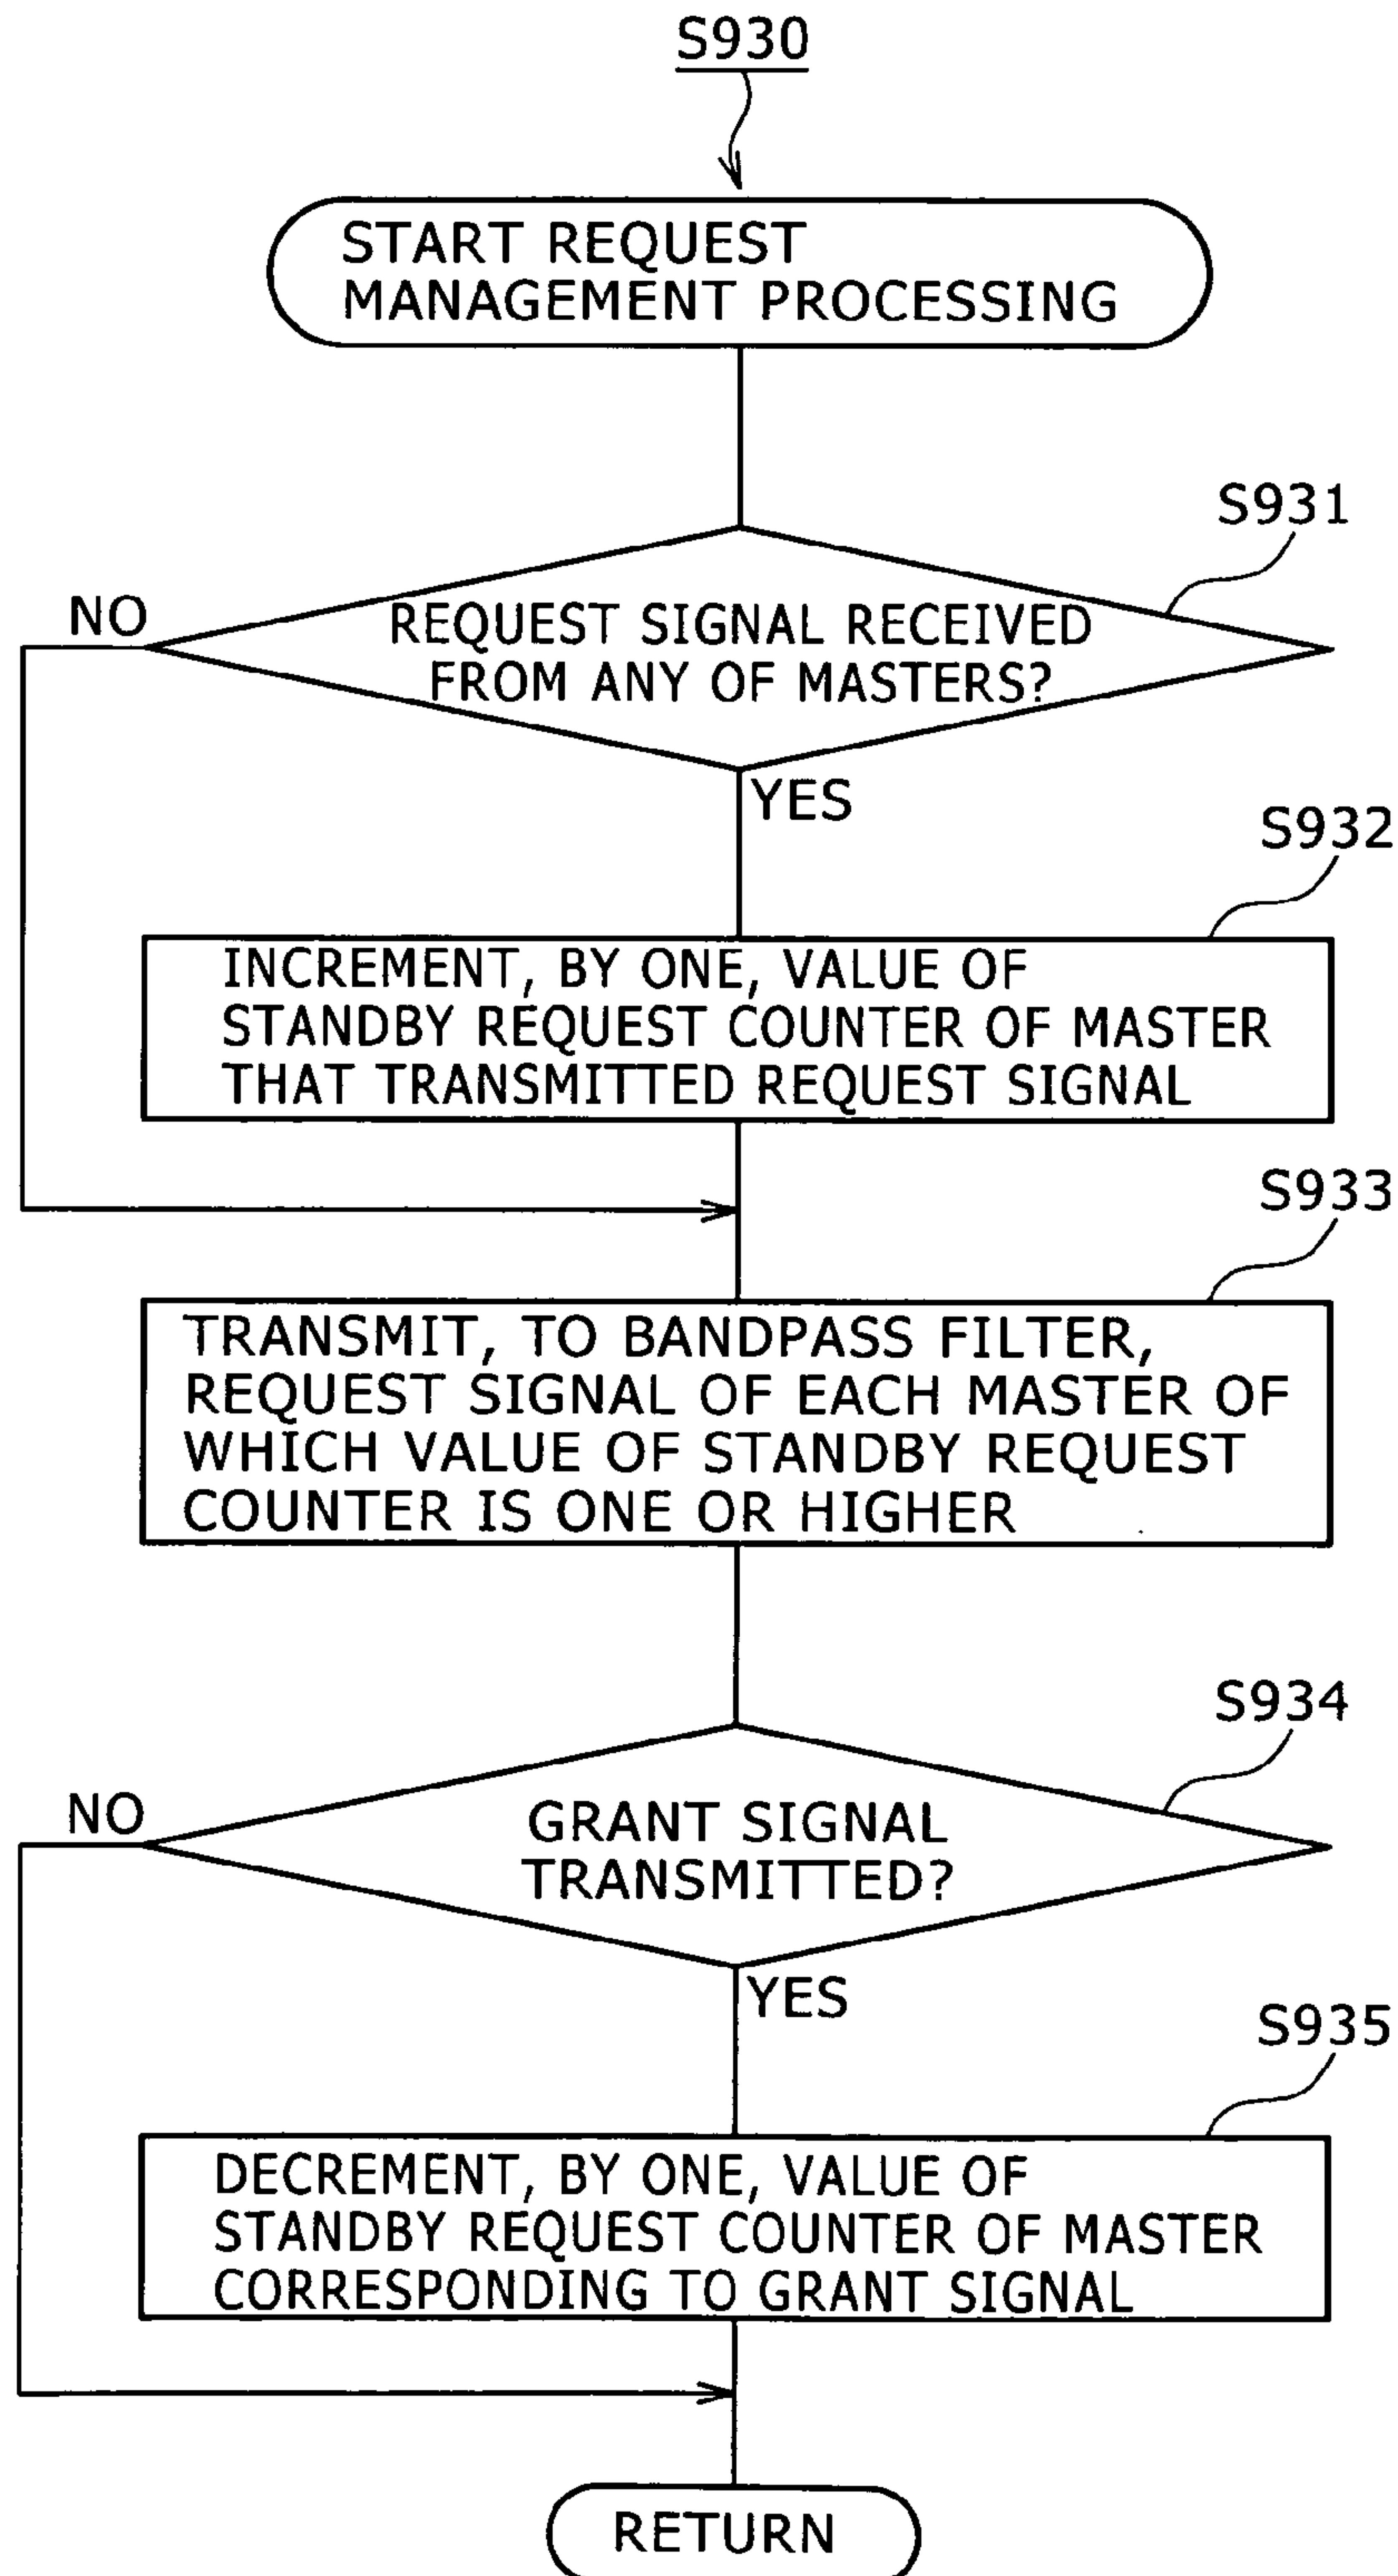 S930
START REQUEST
MANAGEMENT PROCESSING
S931
NO
REQUEST SIGNAL RECEIVED
FROM ANY OF MASTERS?
YES
S932
INCREMENT, BY ONE, VALUE OF
STANDBY REQUEST COUNTER OF MASTER
THAT TRANSMITTED REQUEST SIGNAL
S933
TRANSMIT, TO BANDPASS FILTER,
REQUEST SIGNAL OF EACH MASTER OF
WHICH VALUE OF STANDBY REQUEST
COUNTER IS ONE OR HIGHER
S934
NO
GRANT SIGNAL
TRANSMITTED?
YES
S935
DECREMENT, BY ONE, VALUE OF
STANDBY REQUEST COUNTER OF MASTER
CORRESPONDING TO GRANT SIGNAL
RETURN